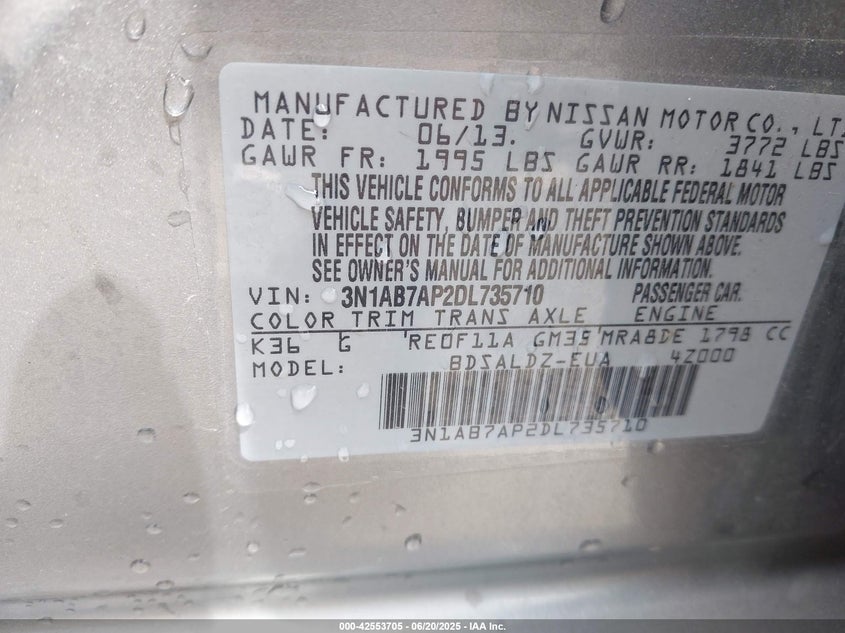 MANUFACTURED BY NISSAN MOTOR CO., LT
DATE: 06/13. GVWR: 3772 LBS
GAWR FR: 1995 LBS GAWR RR: 1841 LBS
THIS VEHICLE CONFORMS TO ALL APPLICABLE FEDERAL MOTOR
VEHICLE SAFETY, BUMPER AND THEFT PREVENTION STANDARDS
IN EFFECT ON THE DATE OF MANUFACTURE SHOWN ABOVE.
SEE OWNER'S MANUAL FOR ADDITIONAL INFORMATION.
VIN: 3N1AB7AP2DL735710 PASSENGER CAR.
COLOR TRIM TRANS AXLE ENGINE
K36 G RE0F11A GM39 MRA8DE 1798 CC
MODEL: BDSALDZ-EUA 4Z000
3N1AB7AP2DL735710
000-42553705 - 06/20/2025 - IAA Inc.